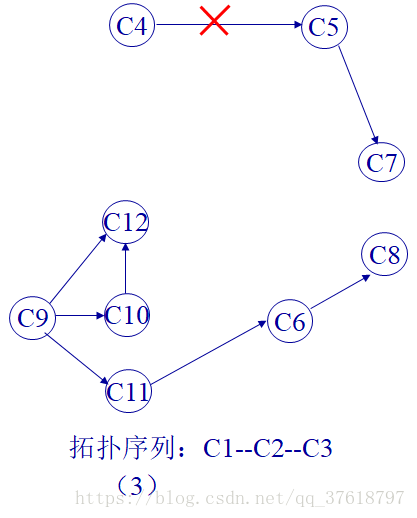 C4
C5
C7
C12
C8
C9
C10
C6
C11
拓扑序列：C1--C2--C3
（3）
https://blog.csdn.net/qq_37618797